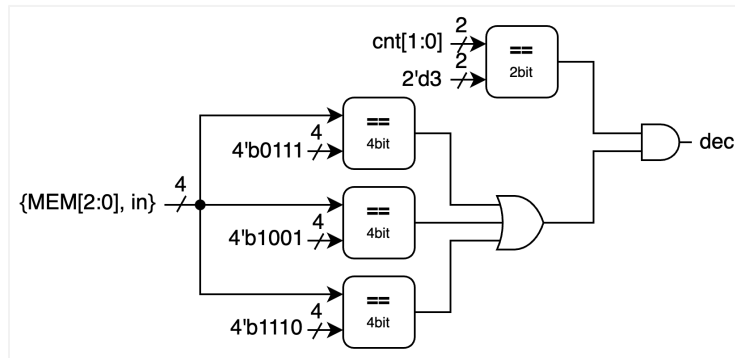 cnt[1:0]
2
2'd3
2
==
2bit
4'b0111
4
==
4bit
dec
{MEM[2:0], in}
4
4'b1001
4
==
4bit
4'b1110
4
==
4bit